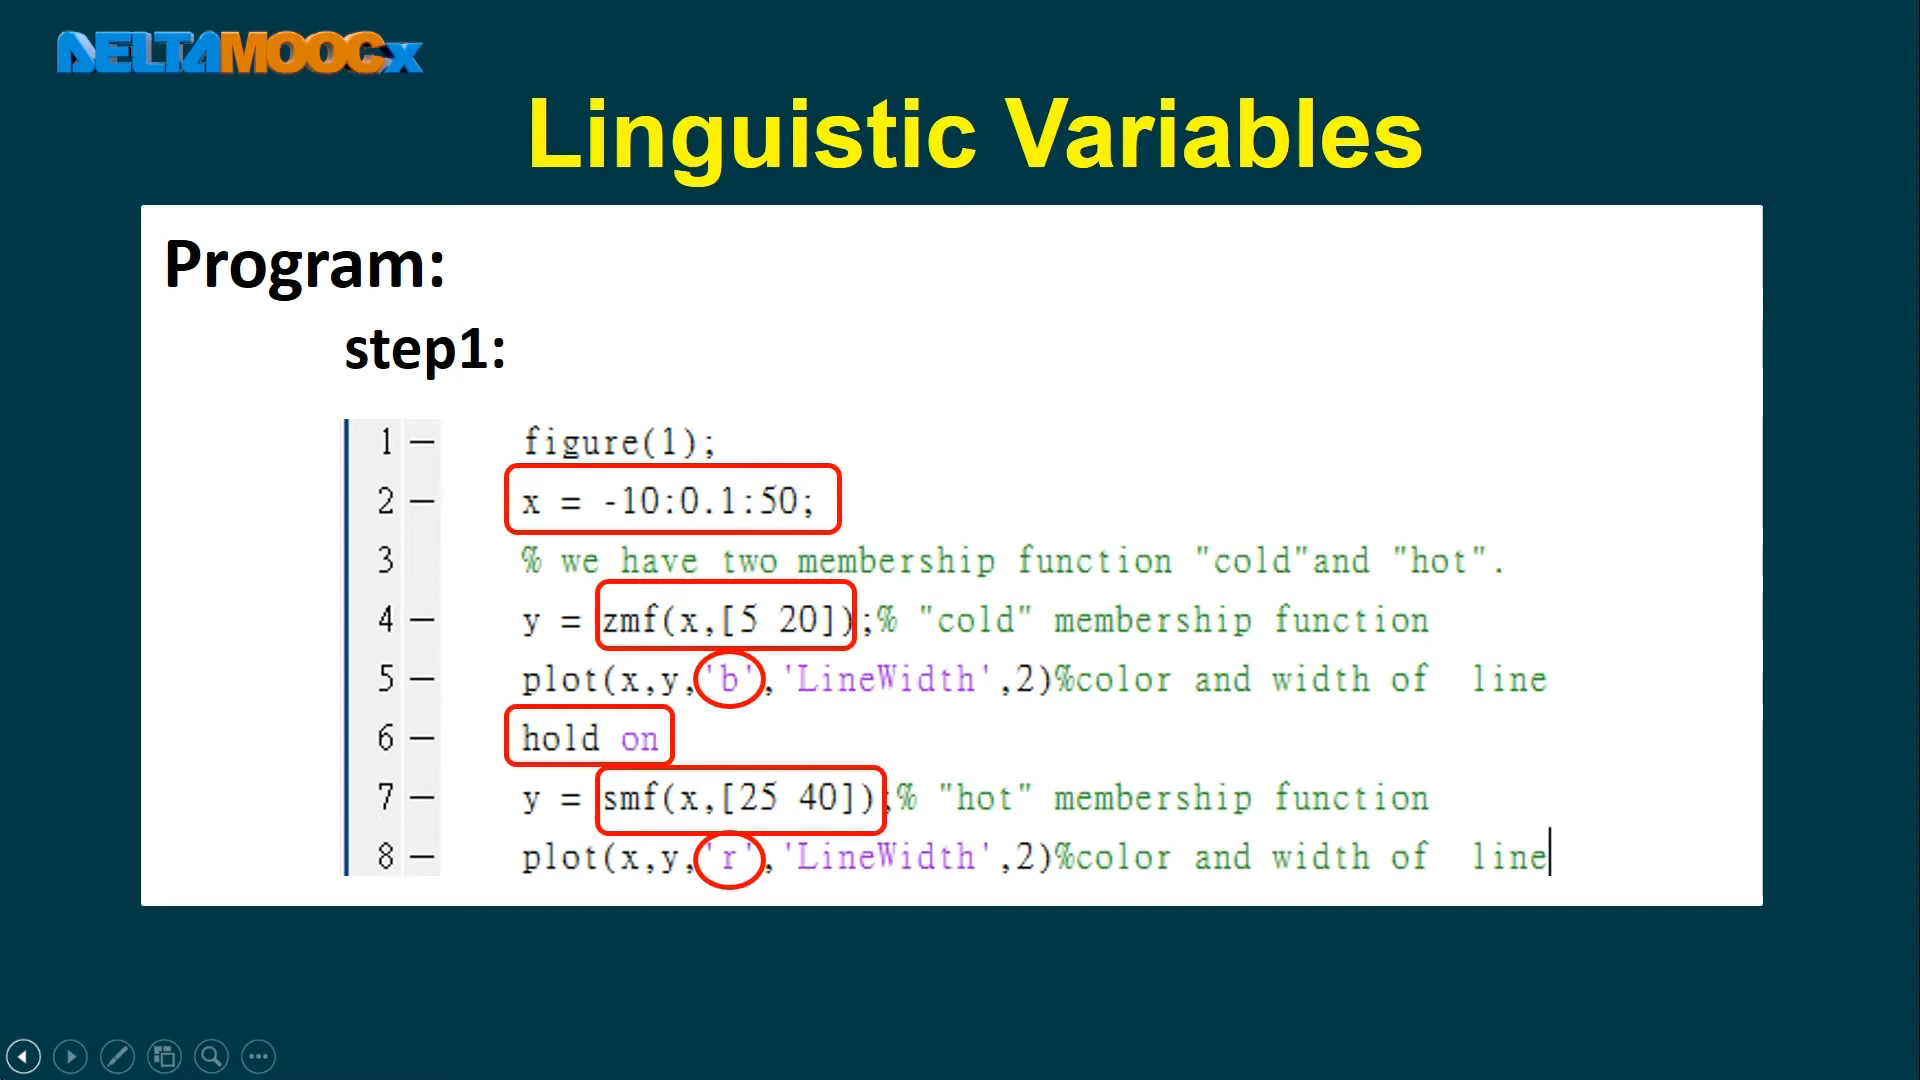 DELTAMOOCx
Linguistic Variables
Program:
step1:
1 — figure(1);
2 — x = -10:0.1:50;
3 % we have two membership function "cold"and "hot".
4 — y = zmf(x,[5 20]);% "cold" membership function
5 — plot(x,y,'b','LineWidth',2)%color and width of  line
6 — hold on
7 — y = smf(x,[25 40]);% "hot" membership function
8 — plot(x,y,'r','LineWidth',2)%color and width of  line